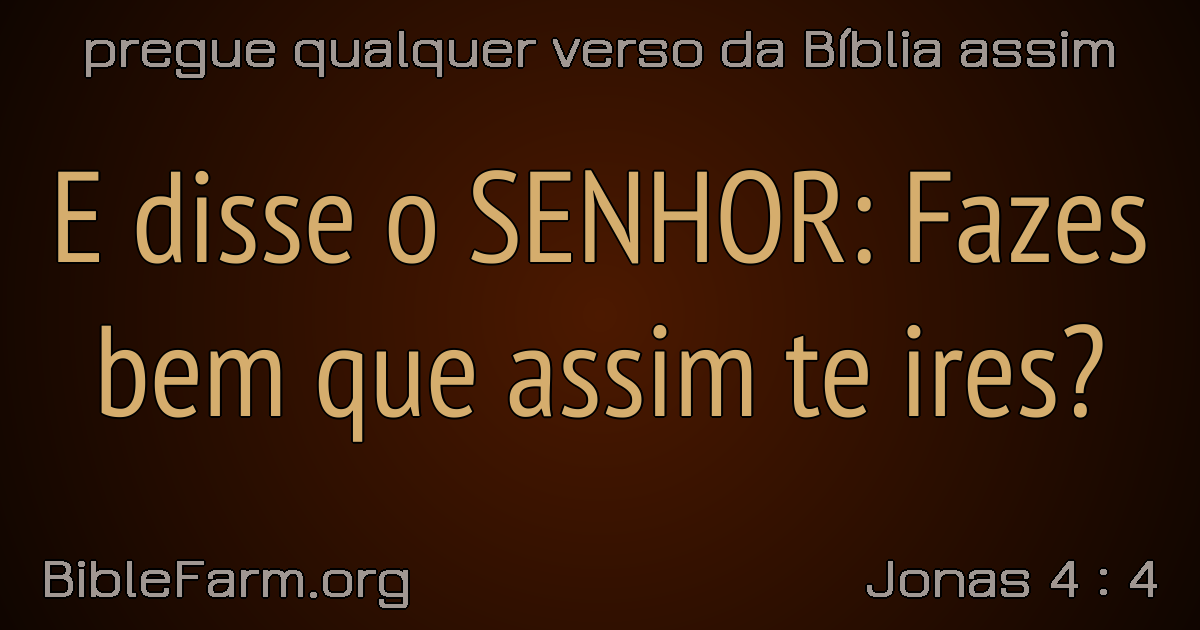 pregue qualquer verso da Bíblia assim
E disse o SENHOR: Fazes
bem que assim te ires?
BibleFarm.org
Jonas 4 : 4